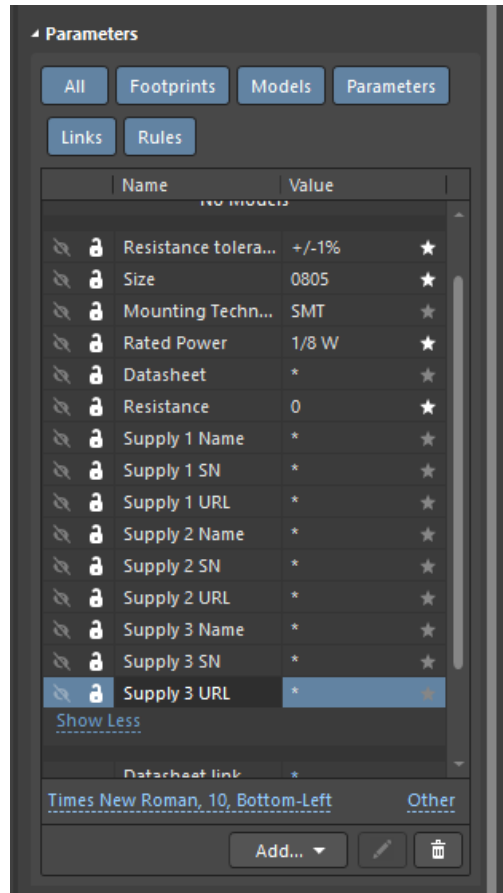 Parameters
All Footprints Models Parameters
Links Rules
Name Value
No Models
Resistance tolera... +/-1%
Size 0805
Mounting Techn... SMT
Rated Power 1/8 W
Datasheet *
Resistance 0
Supply 1 Name *
Supply 1 SN *
Supply 1 URL *
Supply 2 Name *
Supply 2 SN *
Supply 2 URL *
Supply 3 Name *
Supply 3 SN *
Supply 3 URL *
Show Less
Datasheet link *
Times New Roman, 10, Bottom-Left Other
Add...